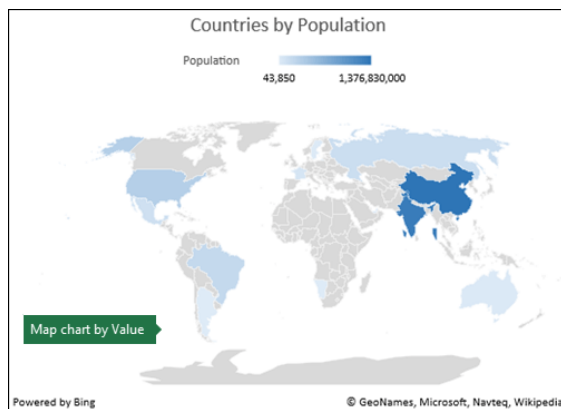 Countries by Population
Population
43,850 1,376,830,000
Map chart by Value
Powered by Bing © GeoNames, Microsoft, Navteq, Wikipedia